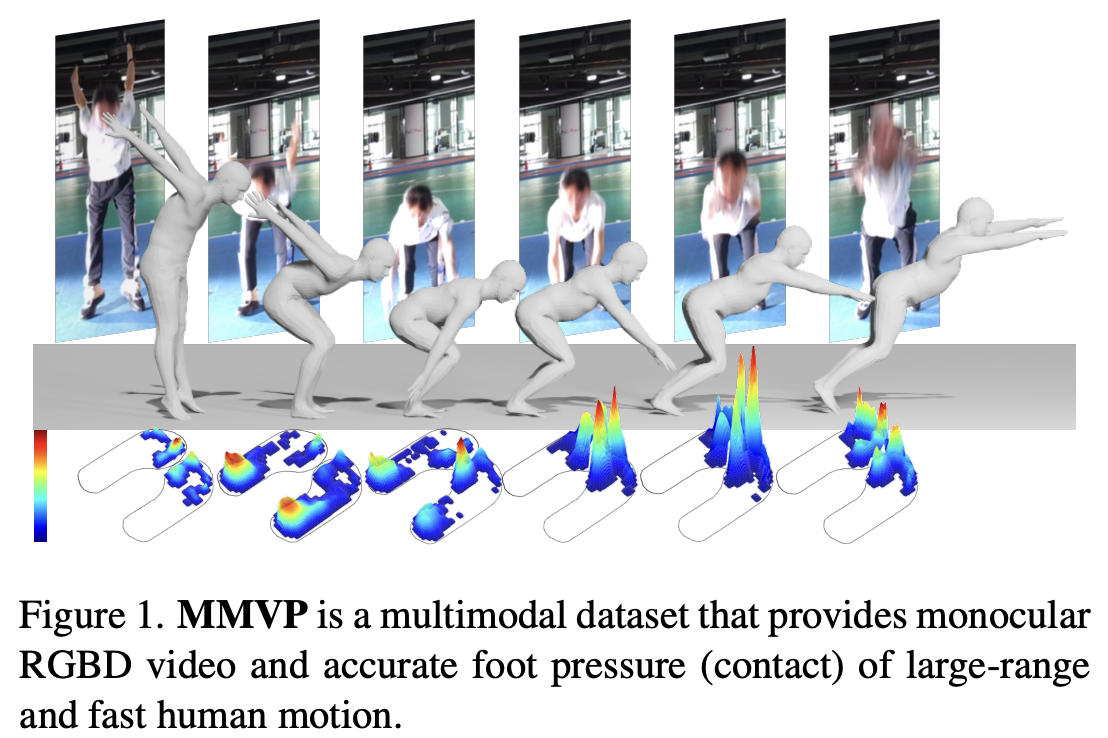 Figure 1. MMVP is a multimodal dataset that provides monocular
RGBD video and accurate foot pressure (contact) of large-range
and fast human motion.